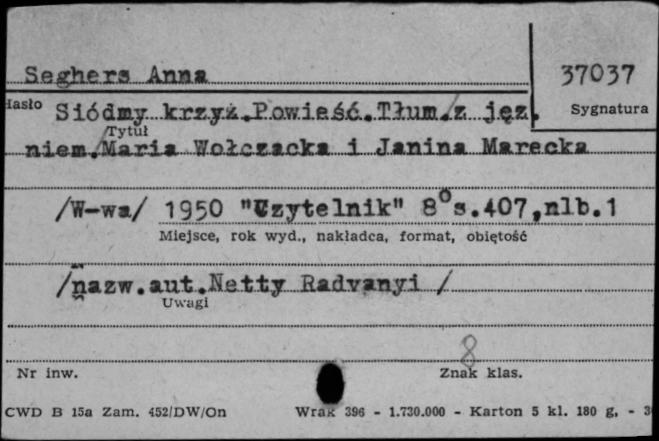 Seghers Anna
37037
Hasło
Sygnatura
Siódmy krzyż.Powieść.Tłum./z jęz.
Tytuł
niem./Maria Wołczacka i Janina Marecka
/W-wa/ 1950 "Czytelnik" 8° s.407,nlb.1
Miejsce, rok wyd., nakładca, format, objętość
/nazw.aut.Netty Radvanyi /
Uwagi
8
Nr inw.
Znak klas.
CWD B 15a Zam. 452/DW/On
Wrak 396 - 1.730.000 - Karton 5 kl. 180 g. - 3